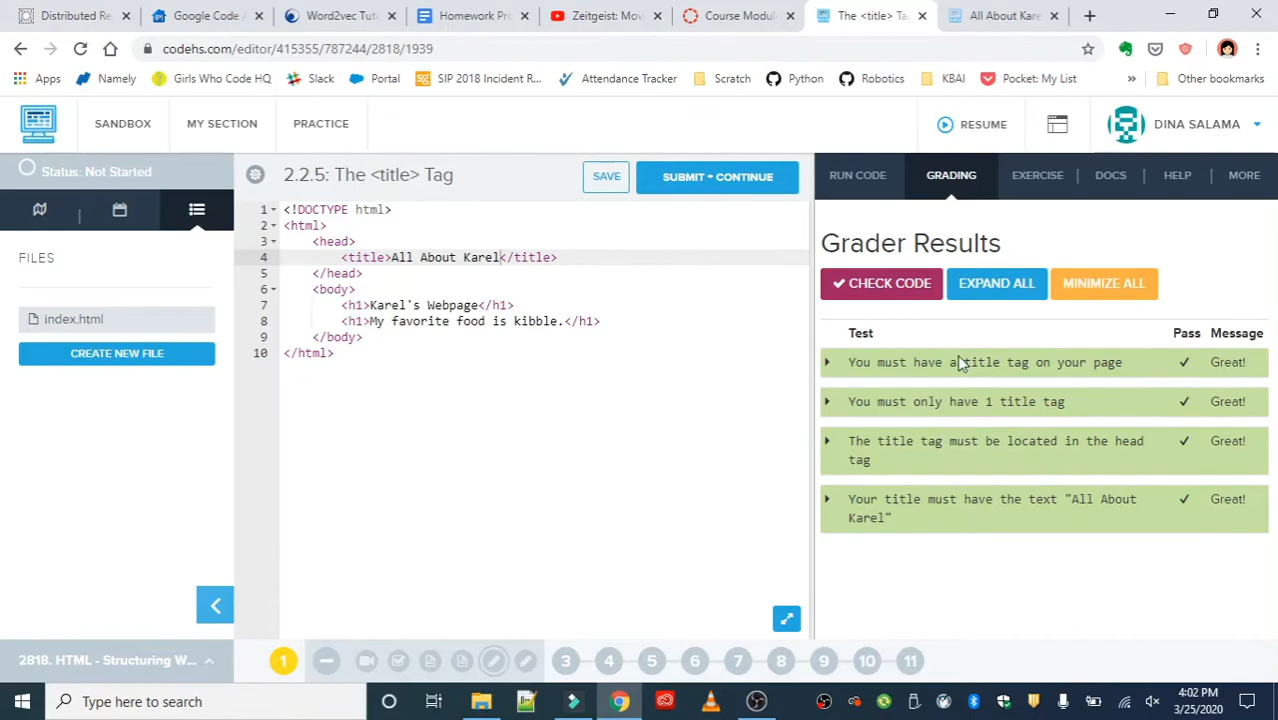 Distributed Re
Google Code
Word2vec Tut
Homework Pro
Zeitgeist: Mov
Course Modul
The <title> Ta
All About Kare
codehs.com/editor/415355/787244/2818/1939
Apps
Namely
Girls Who Code HQ
Slack
Portal
SIP 2018 Incident R...
Attendance Tracker
Scratch
Python
Robotics
KBAI
Pocket: My List
»
Other bookmarks
SANDBOX
MY SECTION
PRACTICE
RESUME
DINA SALAMA
Status: Not Started
2.2.5: The <title> Tag
SAVE
SUBMIT + CONTINUE
RUN CODE
GRADING
EXERCISE
DOCS
HELP
MORE
FILES
index.html
CREATE NEW FILE
1 <!DOCTYPE html>
2 <html>
3 <head>
4 <title>All About Karel</title>
5 </head>
6 <body>
7 <h1>Karel's Webpage</h1>
8 <h1>My favorite food is kibble.</h1>
9 </body>
10 </html>
Grader Results
CHECK CODE
EXPAND ALL
MINIMIZE ALL
Test Pass Message
You must have a title tag on your page ✓ Great!
You must only have 1 title tag ✓ Great!
The title tag must be located in the head ✓ Great!
tag
Your title must have the text "All About ✓ Great!
Karel"
2818. HTML - Structuring W...
1
3
4
5
6
7
8
9
10
11
Type here to search
4:02 PM
3/25/2020